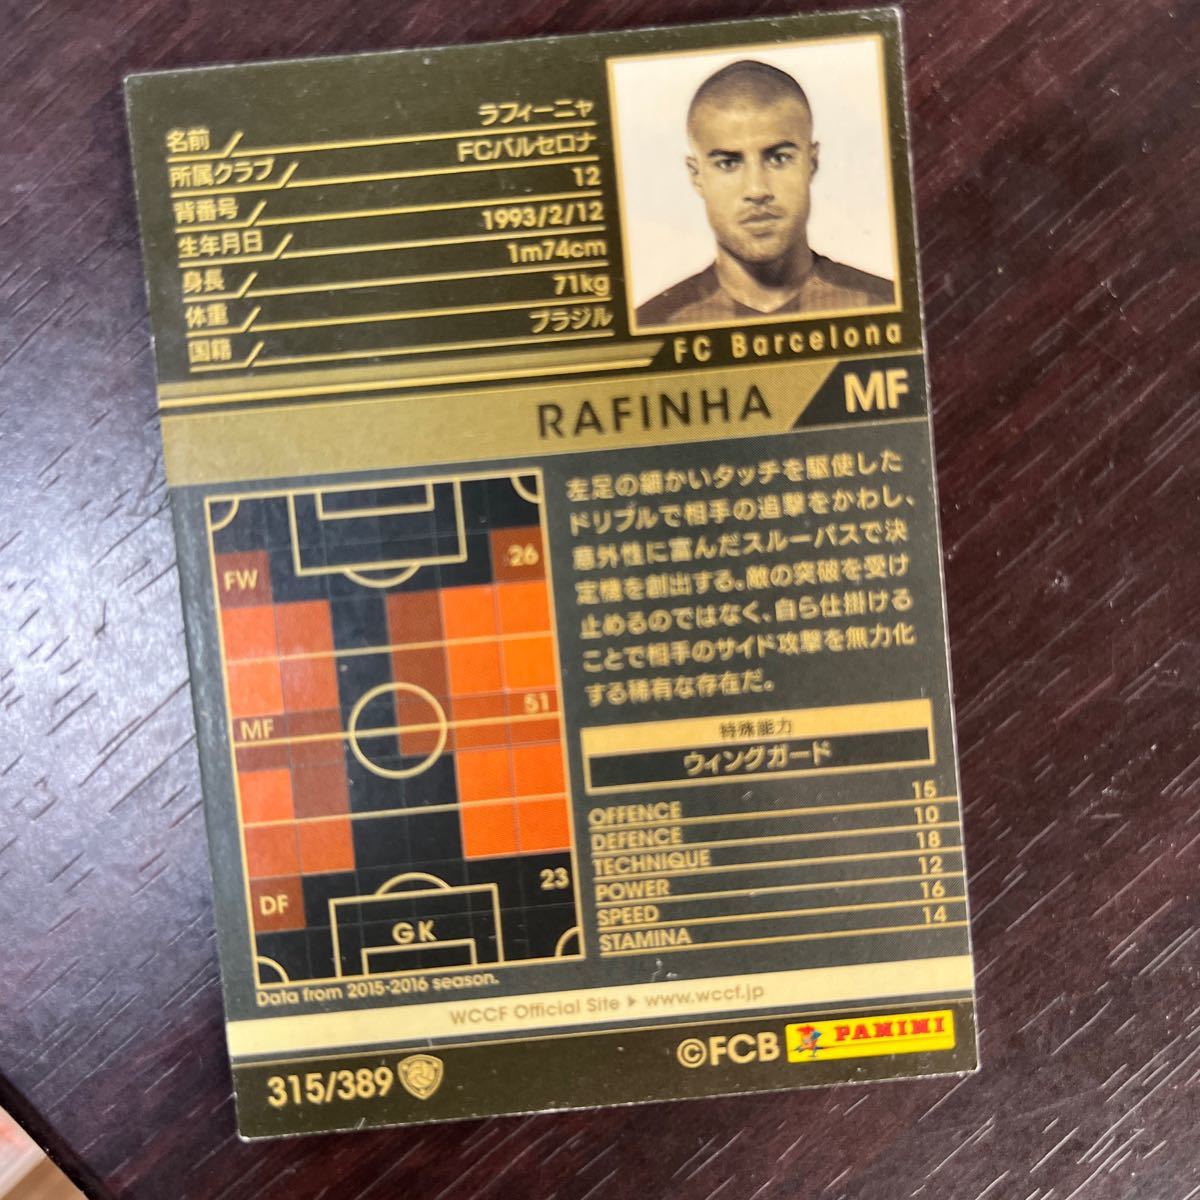 名前 ラフィーニャ
所属クラブ FCバルセロナ
背番号 12
生年月日 1993/2/12
身長 1m74cm
体重 71kg
国籍 ブラジル
FC Barcelona
RAFINHA MF
左足の細かいタッチを駆使した
ドリブルで相手の追撃をかわし、
意外性に富んだスルーパスで決
定機を創出する。敵の突破を受け
止めるのではなく、自ら仕掛ける
ことで相手のサイド攻撃を無力化
する稀有な存在だ。
FW 26
MF 51
DF 23
GK
Data from 2015-2016 season.
特殊能力
ウィングガード
OFFENCE 15
DEFENCE 10
TECHNIQUE 18
POWER 12
SPEED 16
STAMINA 14
WCCF Official Site ▶ www.wccf.jp
315/389
©FCB PANINI